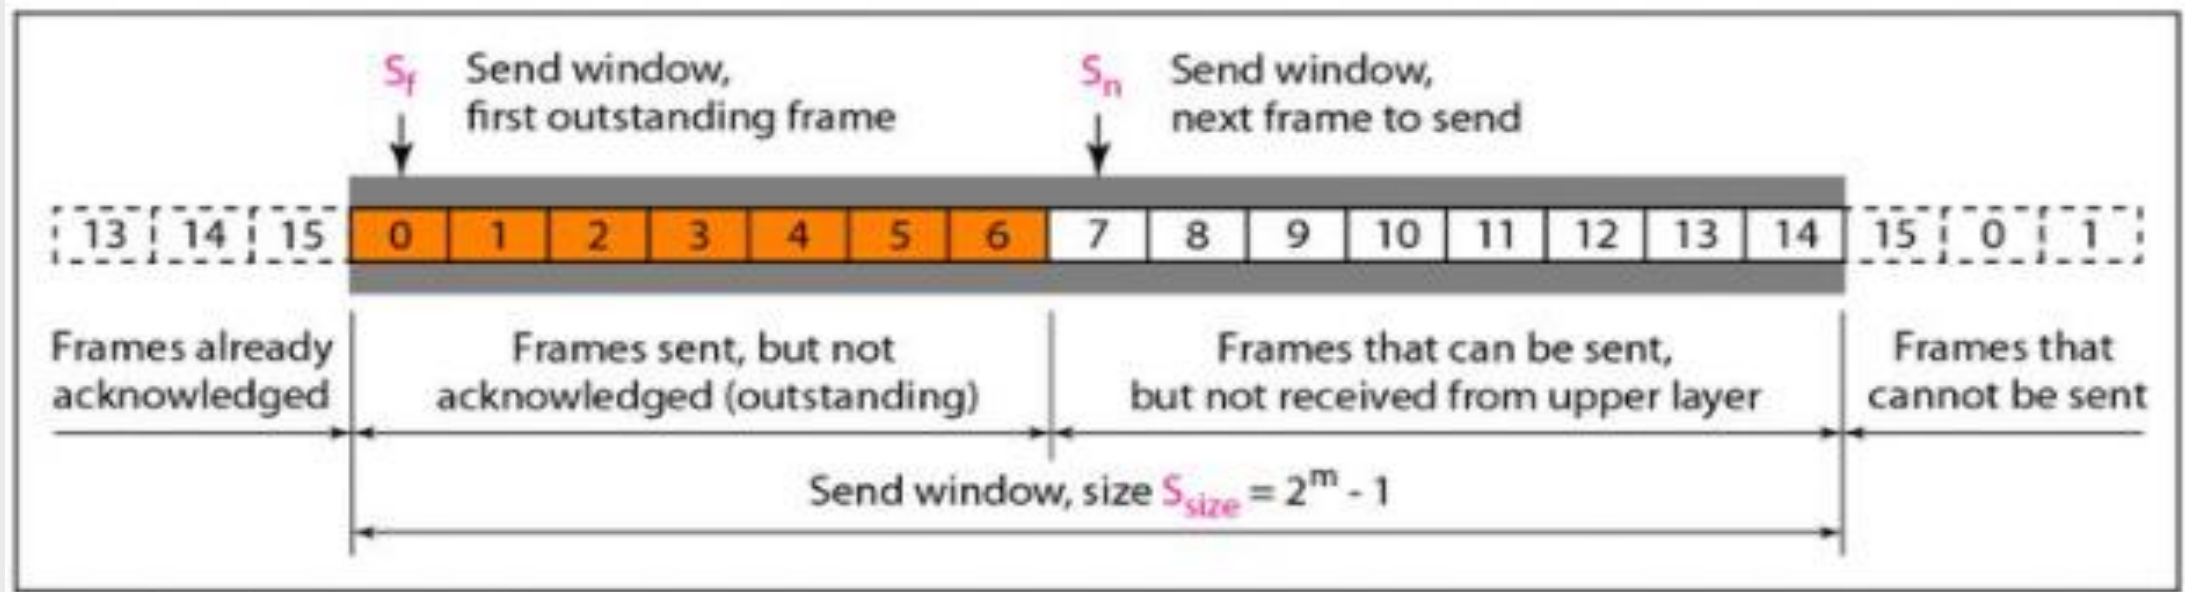 Sf Send window, first outstanding frame
Sn Send window, next frame to send
13 14 15 0 1 2 3 4 5 6 7 8 9 10 11 12 13 14 15 0 1
Frames already acknowledged
Frames sent, but not acknowledged (outstanding)
Frames that can be sent, but not received from upper layer
Frames that cannot be sent
Send window, size Ssize = 2^m - 1